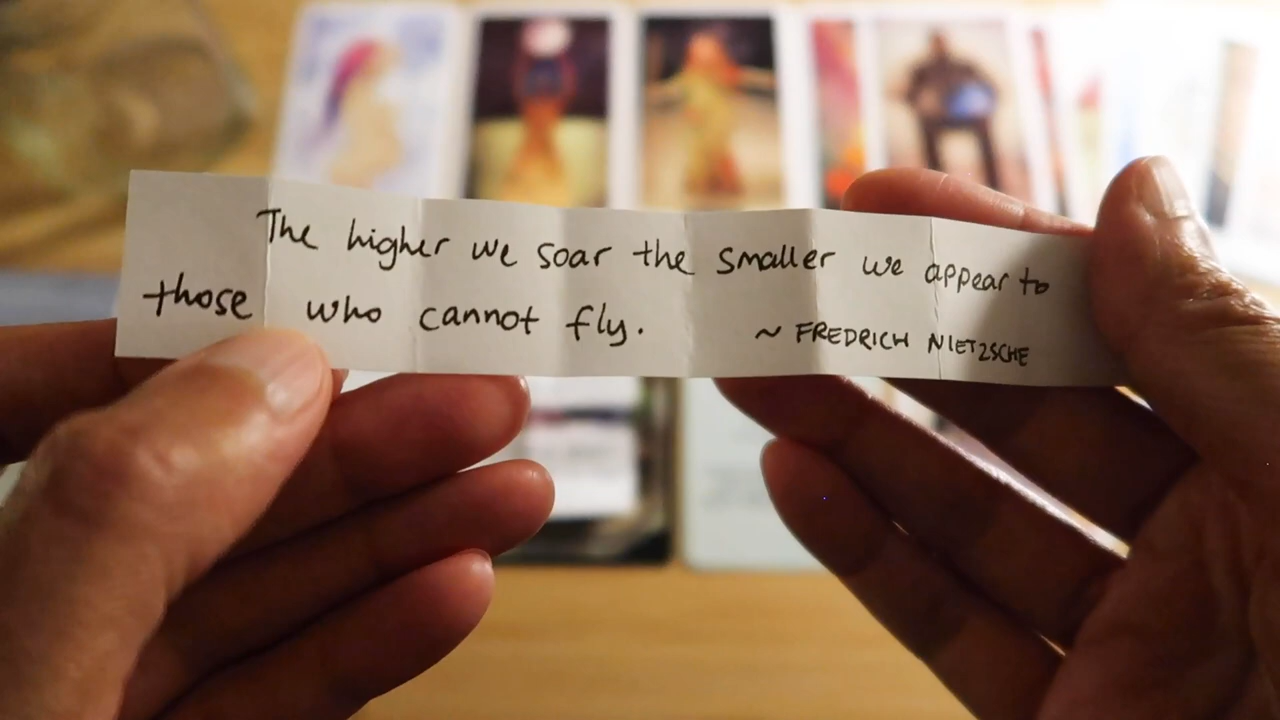 The higher we soar the smaller we appear to
those who cannot fly.
~ FREDRICH NIETZSCHE